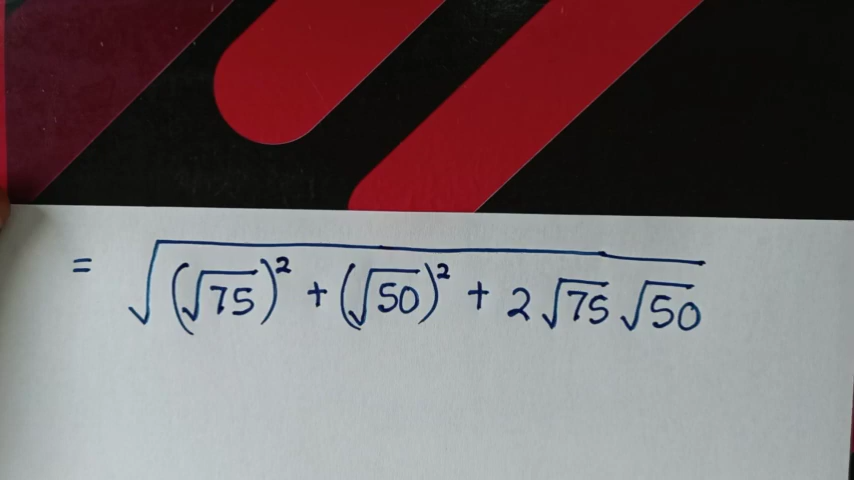 = √((√75)² + (√50)² + 2√75 √50)